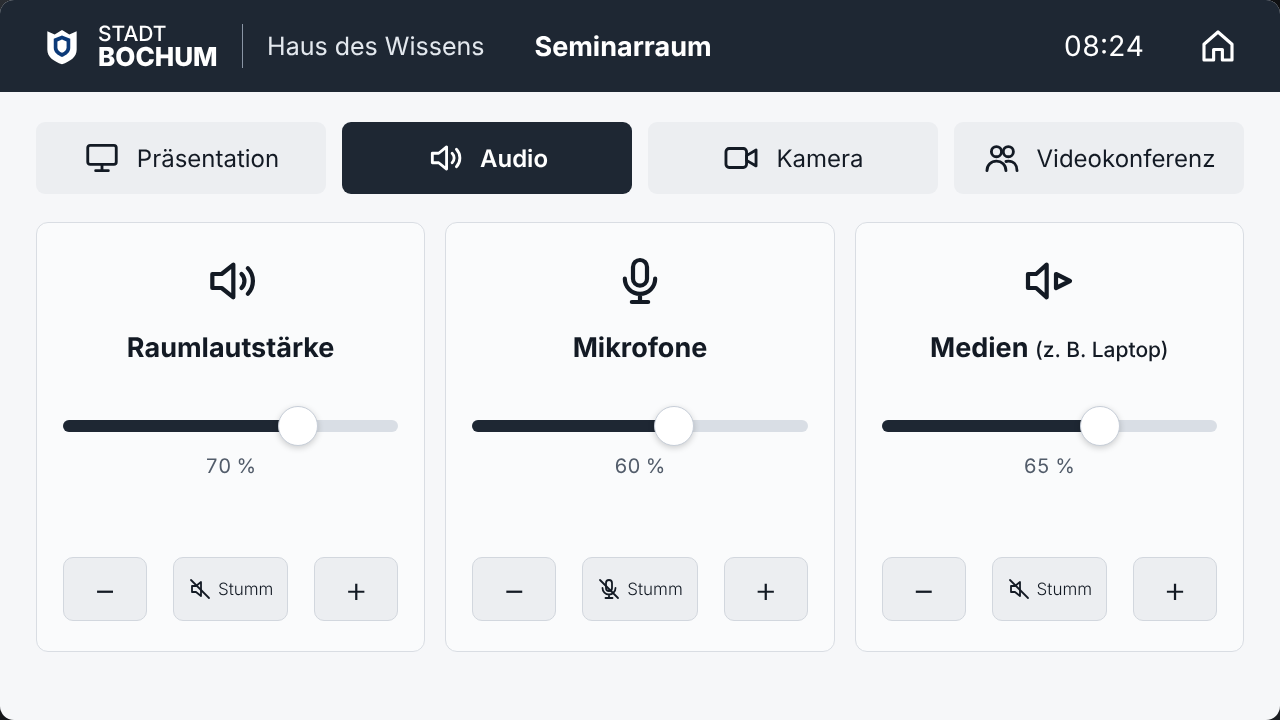 STADT
BOCHUM
Haus des Wissens
Seminarraum
08:24
Präsentation
Audio
Kamera
Videokonferenz
Raumlautstärke
70 %
− Stumm +
Mikrofone
60 %
− Stumm +
Medien (z. B. Laptop)
65 %
− Stumm +